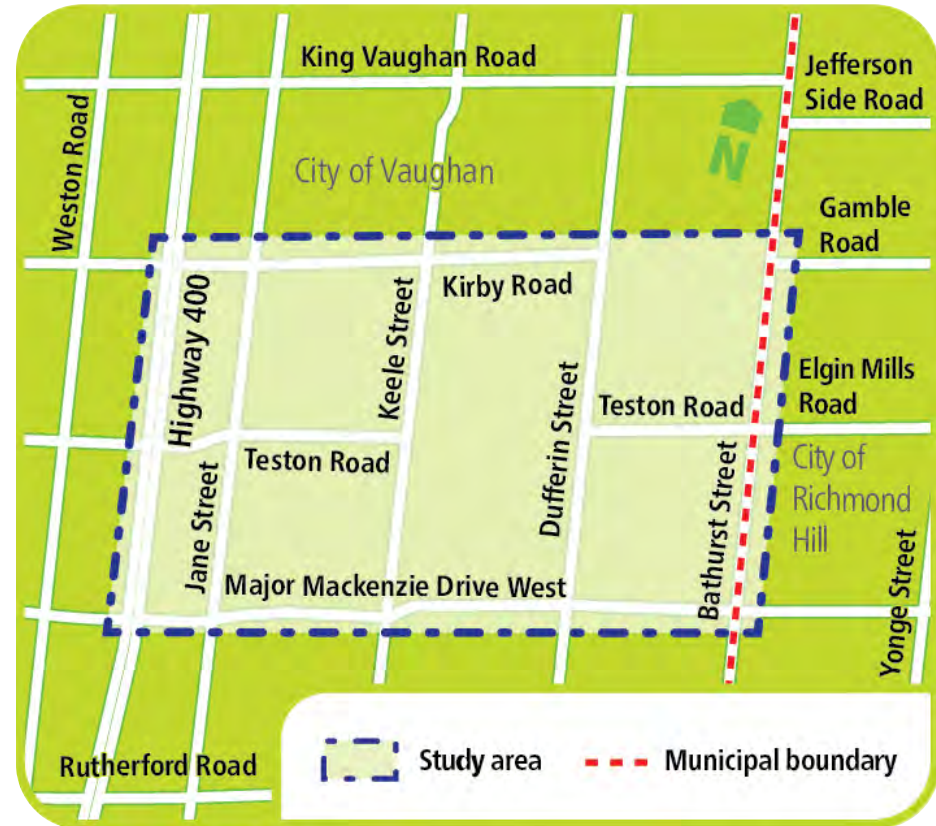 King Vaughan Road
Jefferson
Side Road
Weston Road
N
City of Vaughan
Gamble
Road
Highway 400
Kirby Road
Keele Street
Elgin Mills
Road
Dufferin Street
Teston Road
Teston Road
City of
Richmond
Hill
Jane Street
Bathurst Street
Major Mackenzie Drive West
Yonge Street
Rutherford Road
Study area
Municipal boundary